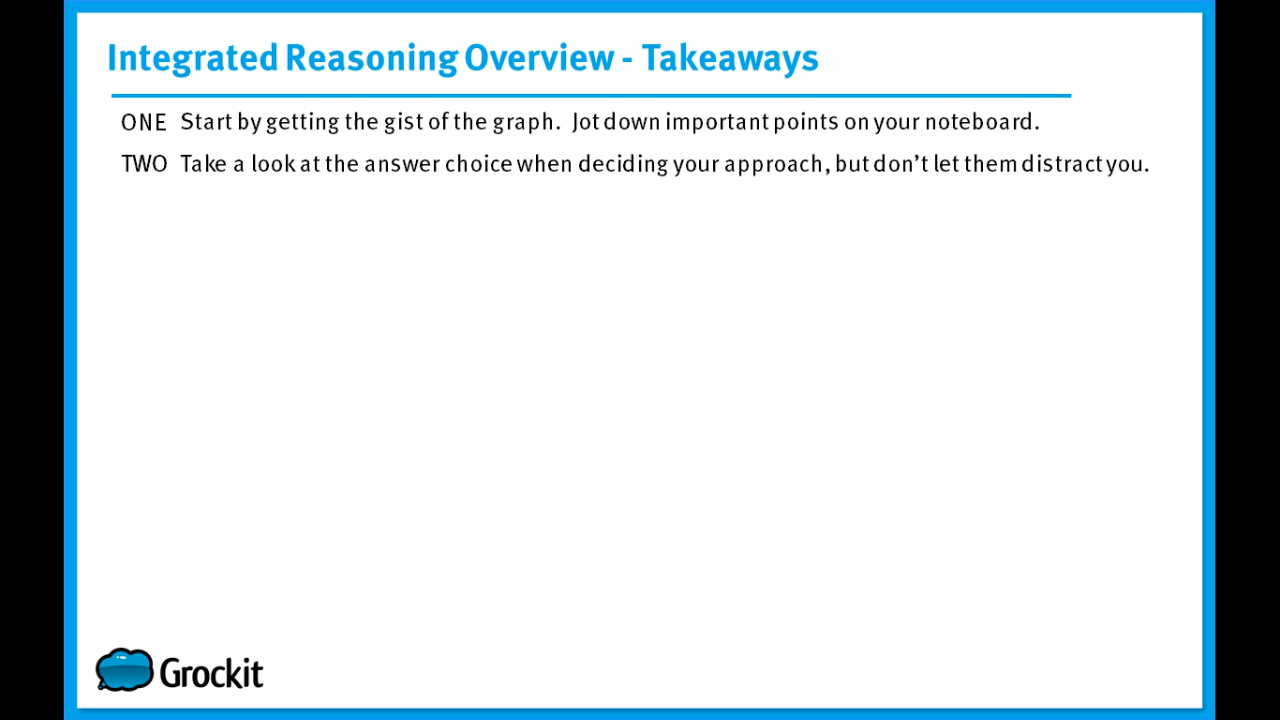 Integrated Reasoning Overview - Takeaways
ONE Start by getting the gist of the graph. Jot down important points on your noteboard.
TWO Take a look at the answer choice when deciding your approach, but don’t let them distract you.
Grockit